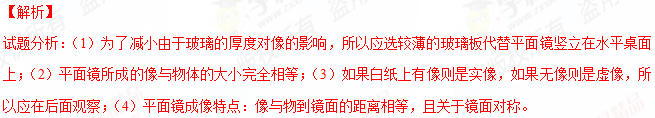 【解析】
试题分析：（1）为了减小由于玻璃的厚度对像的影响，所以应选较薄的玻璃板代替平面镜竖立在水平桌面
上；（2）平面镜所成的像与物体的大小完全相等；（3）如果白纸上有像则是实像，如果无像则是虚像，所
以应在后面观察；（4）平面镜成像特点：像与物到镜面的距离相等，且关于镜面对称。